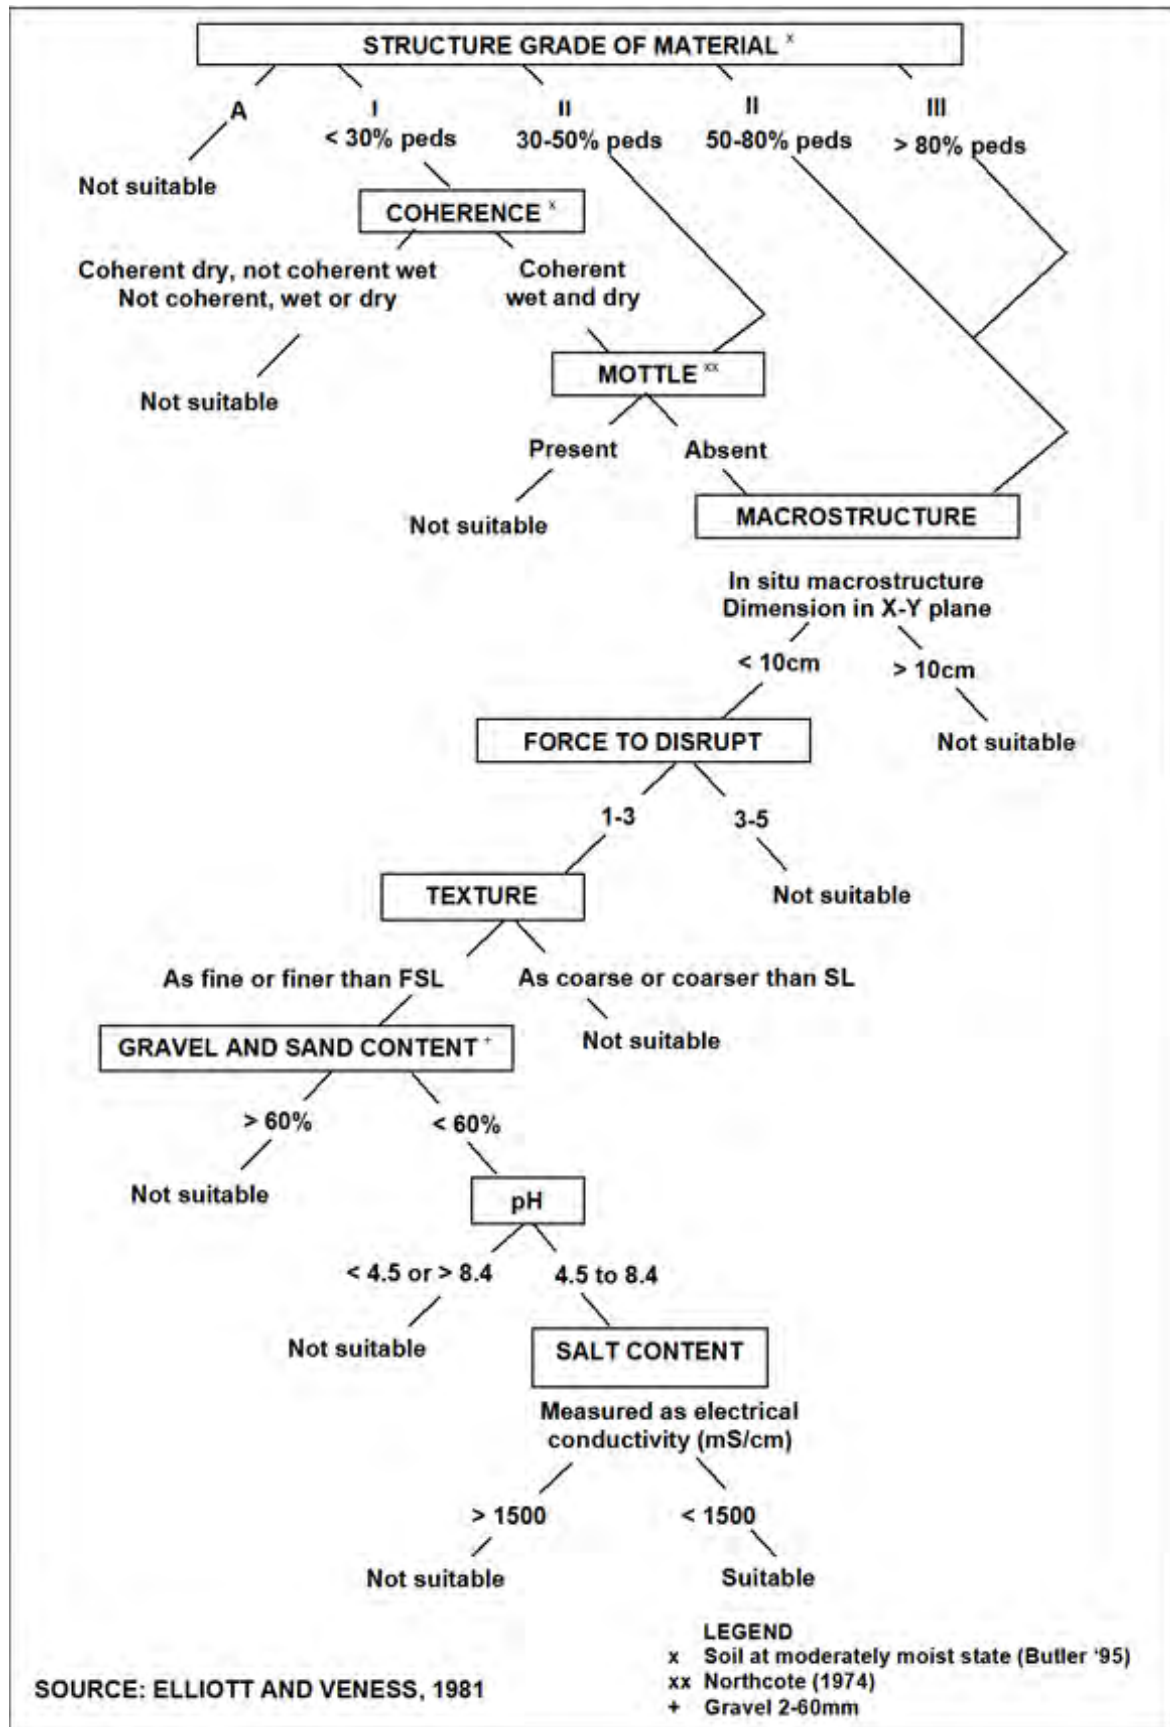 STRUCTURE GRADE OF MATERIAL x
A
I
II
II
III
< 30% peds
30-50% peds
50-80% peds
> 80% peds
Not suitable
COHERENCE x
Coherent dry, not coherent wet
Not coherent, wet or dry
Coherent
wet and dry
Not suitable
MOTTLE xx
Present
Absent
Not suitable
MACROSTRUCTURE
In situ macrostructure
Dimension in X-Y plane
< 10cm
> 10cm
FORCE TO DISRUPT
Not suitable
1-3
3-5
TEXTURE
Not suitable
As fine or finer than FSL
As coarse or coarser than SL
GRAVEL AND SAND CONTENT +
Not suitable
> 60%
< 60%
Not suitable
pH
< 4.5 or > 8.4
4.5 to 8.4
Not suitable
SALT CONTENT
Measured as electrical
conductivity (mS/cm)
> 1500
< 1500
Not suitable
Suitable
LEGEND
x Soil at moderately moist state (Butler '95)
xx Northcote (1974)
+ Gravel 2-60mm
SOURCE: ELLIOTT AND VENESS, 1981